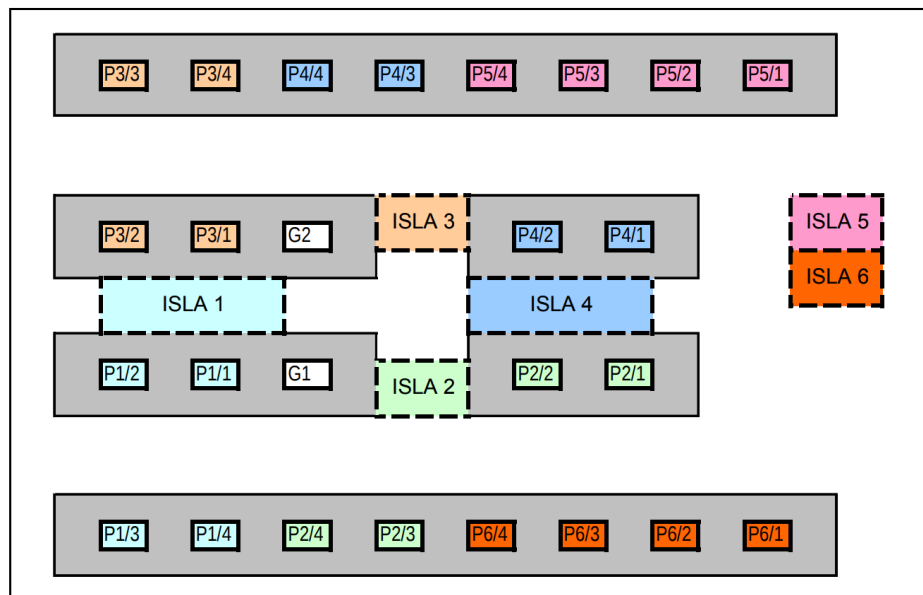 P3/3 P3/4 P4/4 P4/3 P5/4 P5/3 P5/2 P5/1
ISLA 3 ISLA 5
P3/2 P3/1 G2 P4/2 P4/1
ISLA 6
ISLA 1 ISLA 4
P1/2 P1/1 G1 P2/2 P2/1
ISLA 2
P1/3 P1/4 P2/4 P2/3 P6/4 P6/3 P6/2 P6/1